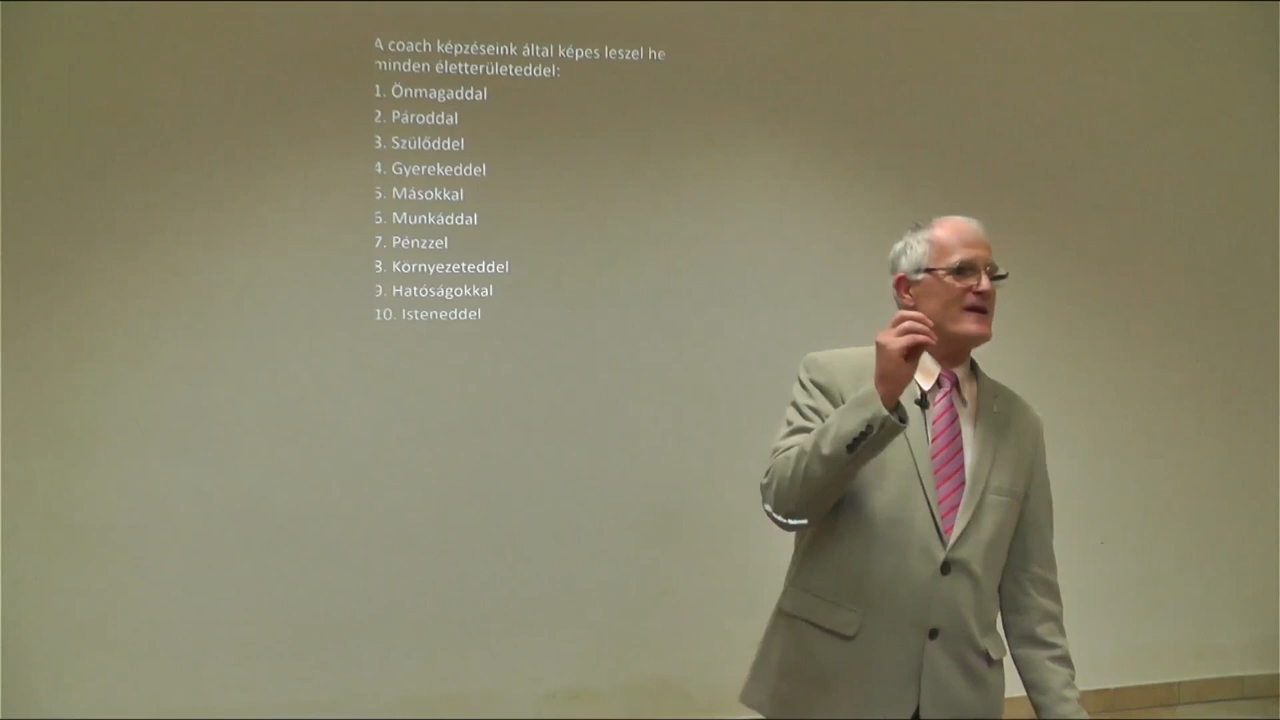 A coach képzéseink által képes leszel he
minden életterületeddel:
1. Önmagaddal
2. Pároddal
3. Szülőddel
4. Gyerekeddel
5. Másokkal
6. Munkáddal
7. Pénzzel
8. Környezeteddel
9. Hatóságokkal
10. Isteneddel